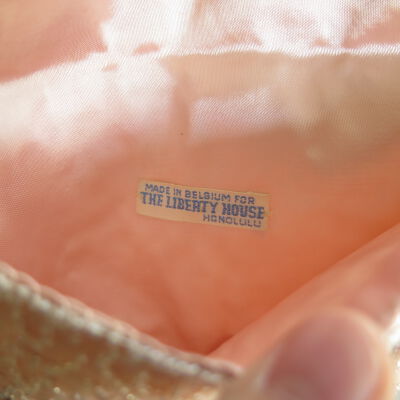 MADE IN BELGIUM FOR
THE LIBERTY HOUSE
HONOLULU